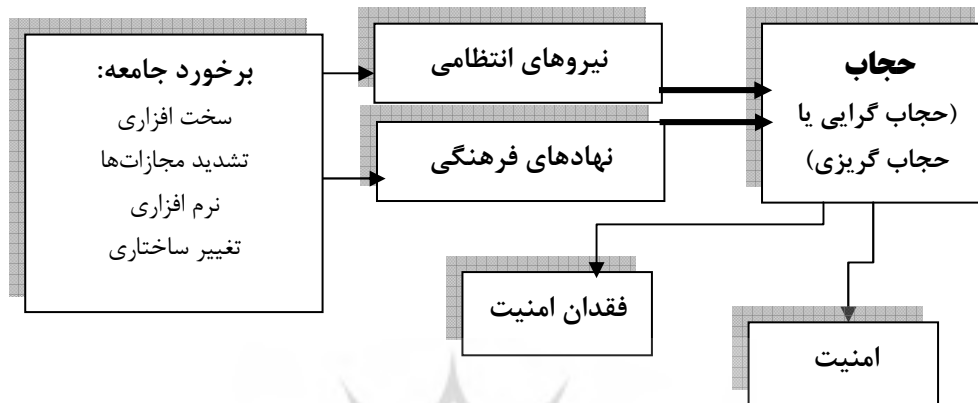 برخورد جامعه:
سخت افزاری
تشدید مجازات‌ها
نرم افزاری
تغییر ساختاری
نیروهای انتظامی
نهادهای فرهنگی
حجاب
(حجاب گرایی یا
حجاب گریزی)
فقدان امنیت
امنیت